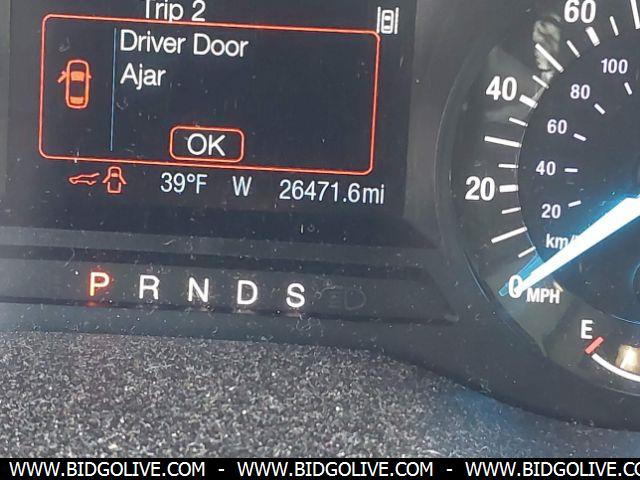 Trip 2
Driver Door
Ajar
OK
39°F W 26471.6mi
P R N D S
60
40
20
0 MPH
100
80
60
40
20
E
WWW.BIDGOLIVE.COM - WWW.BIDGOLIVE.COM - WWW.BIDGOLIVE.COM